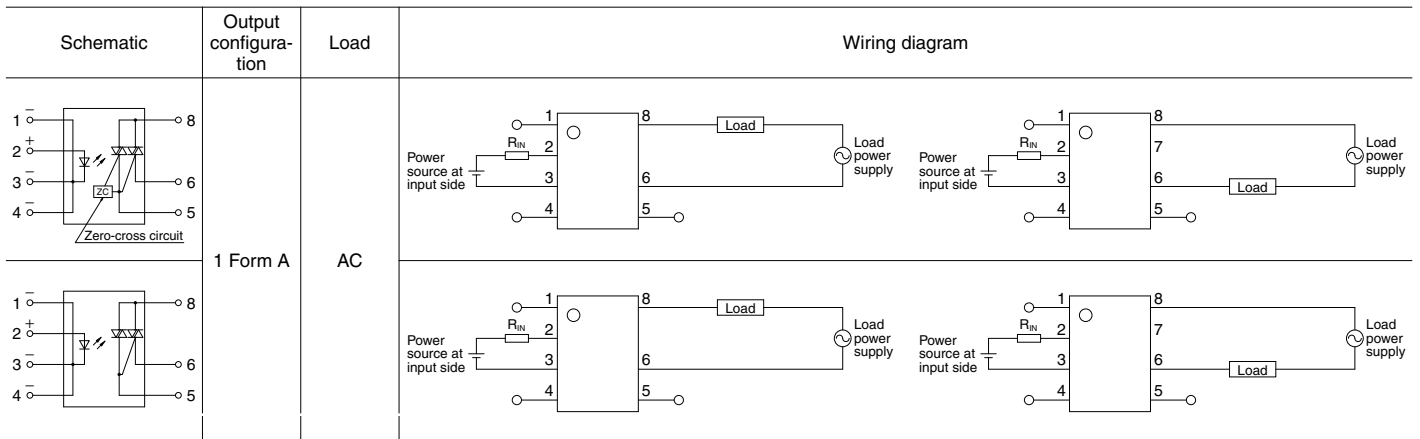 Schematic
Output
configura-
tion
Load
Wiring diagram
1 −
2 +
3 −
4 −
8
6
5
ZC
Zero-cross circuit
1 Form A
AC
Power
source at
input side
RIN
1
2
3
4
8
6
5
Load
Load
power
supply
Power
source at
input side
RIN
1
2
3
4
8
7
6
5
Load
Load
power
supply
1 −
2 +
3 −
4 −
8
6
5
Power
source at
input side
RIN
1
2
3
4
8
6
5
Load
Load
power
supply
Power
source at
input side
RIN
1
2
3
4
8
7
6
5
Load
Load
power
supply